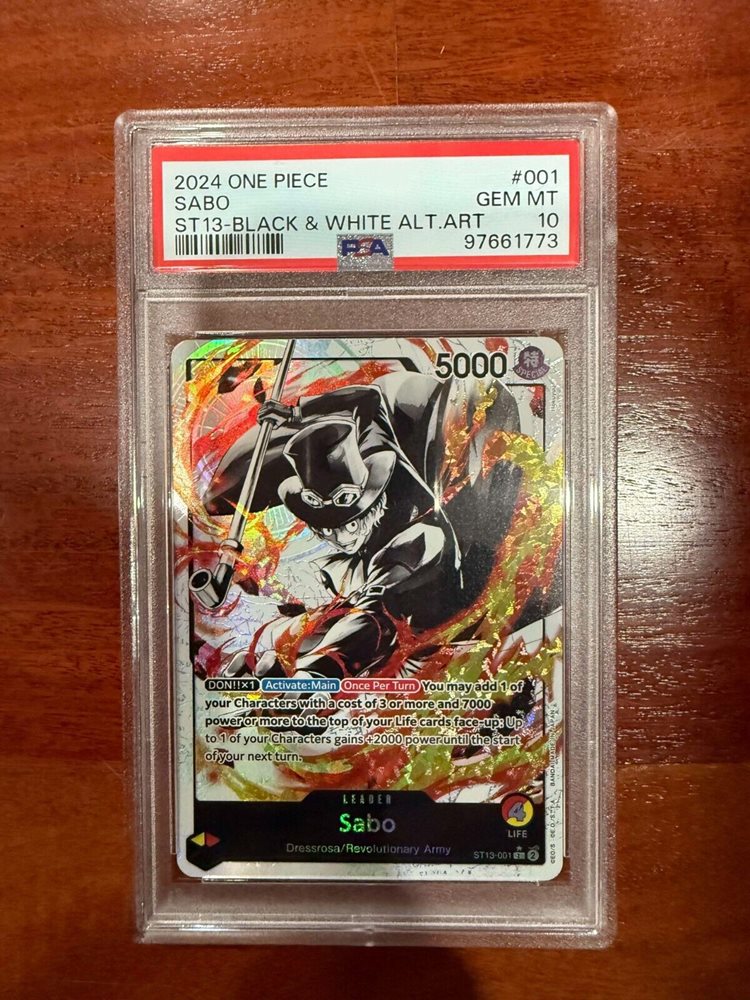 2024 ONE PIECE #001
SABO GEM MT
ST13-BLACK & WHITE ALT.ART 10
PSA 97661773
5000
特
SPECIAL
DON!!×1 Activate:Main Once Per Turn You may add 1 of
your Characters with a cost of 3 or more and 7000
power or more to the top of your Life cards face-up: Up
to 1 of your Characters gains +2000 power until the start
of your next turn.
LEADER
Sabo
Dressrosa/Revolutionary Army
4
LIFE
ST13-001 1 2